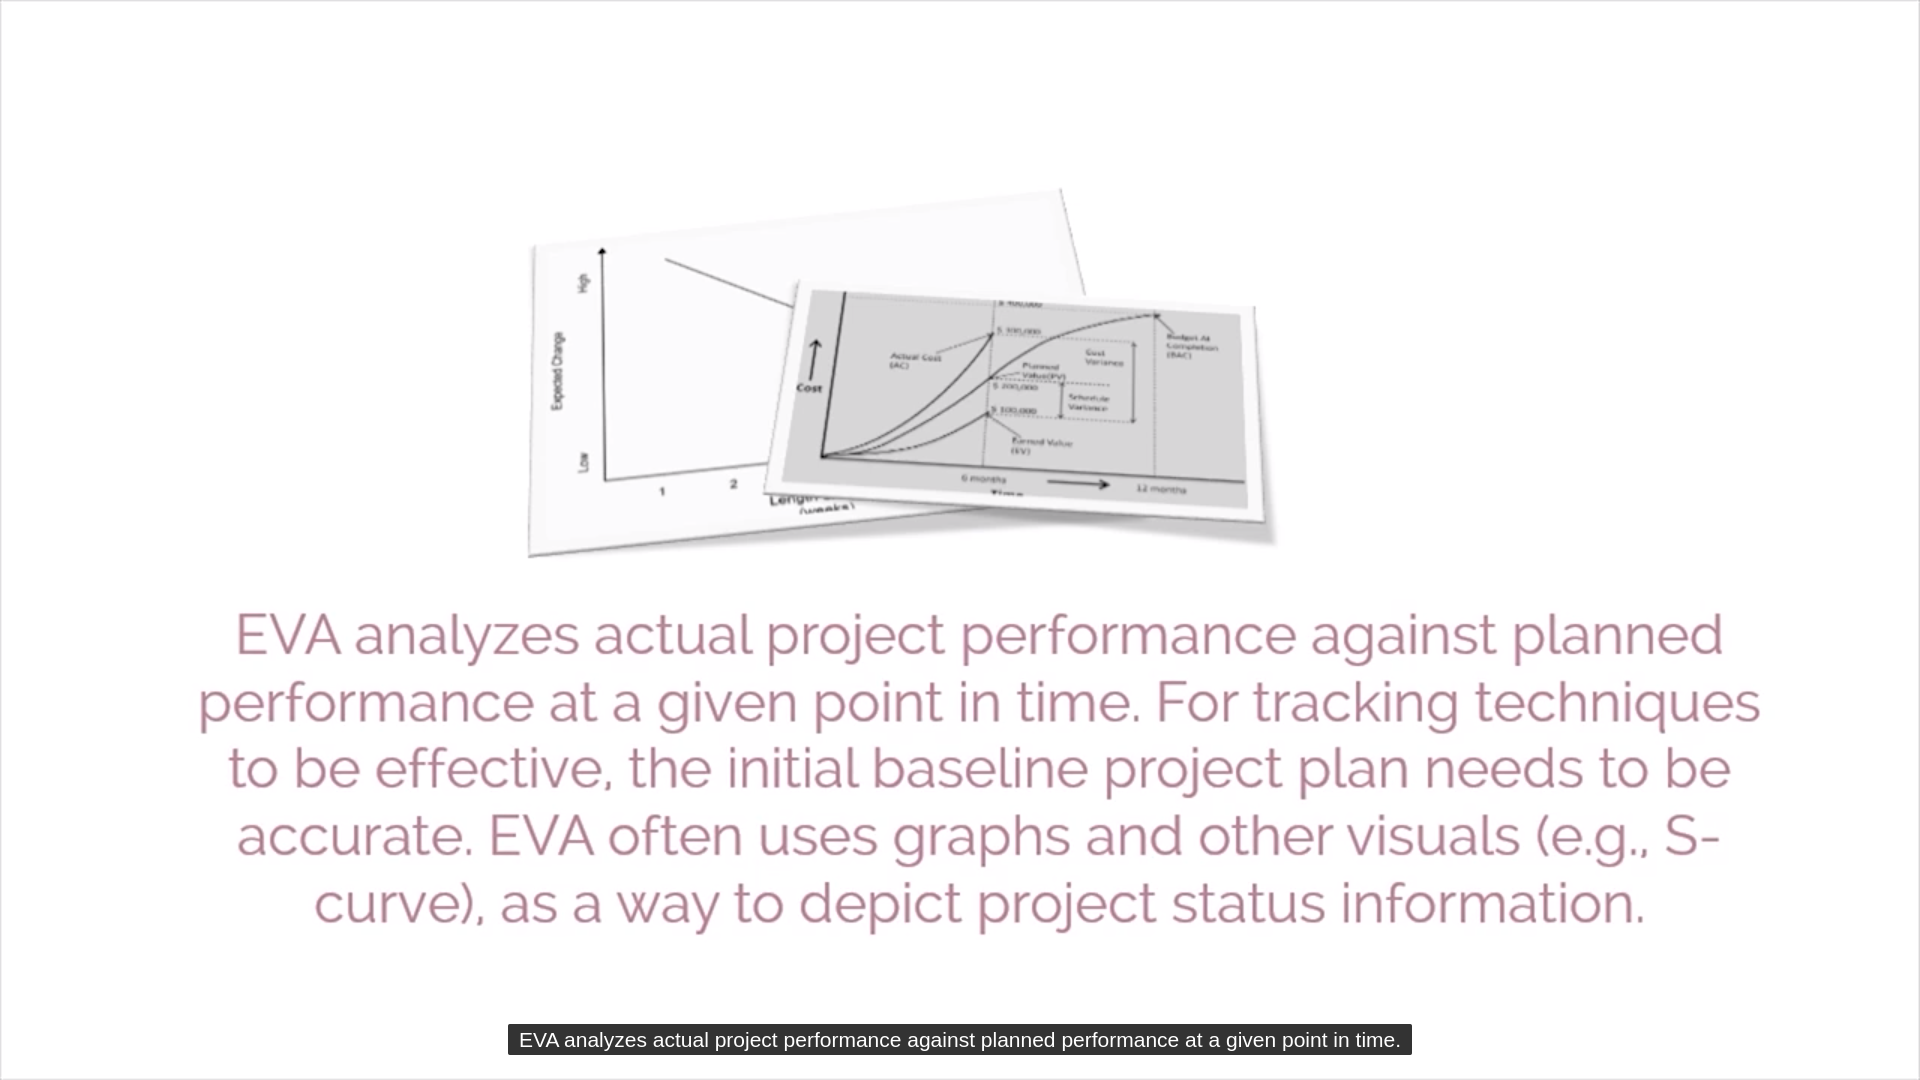 High
Expected Change
Low
1
2
Length
(weeks)
$ 400,000
$ 300,000
Actual Cost
(AC)
Cost
Planned
Value(PV)
$ 200,000
Cost
Variance
Schedule
Variance
$ 100,000
Earned Value
(EV)
Budget At
Completion
(BAC)
6 months
12 months
Time
EVA analyzes actual project performance against planned
performance at a given point in time. For tracking techniques
to be effective, the initial baseline project plan needs to be
accurate. EVA often uses graphs and other visuals (e.g., S-
curve), as a way to depict project status information.
EVA analyzes actual project performance against planned performance at a given point in time.